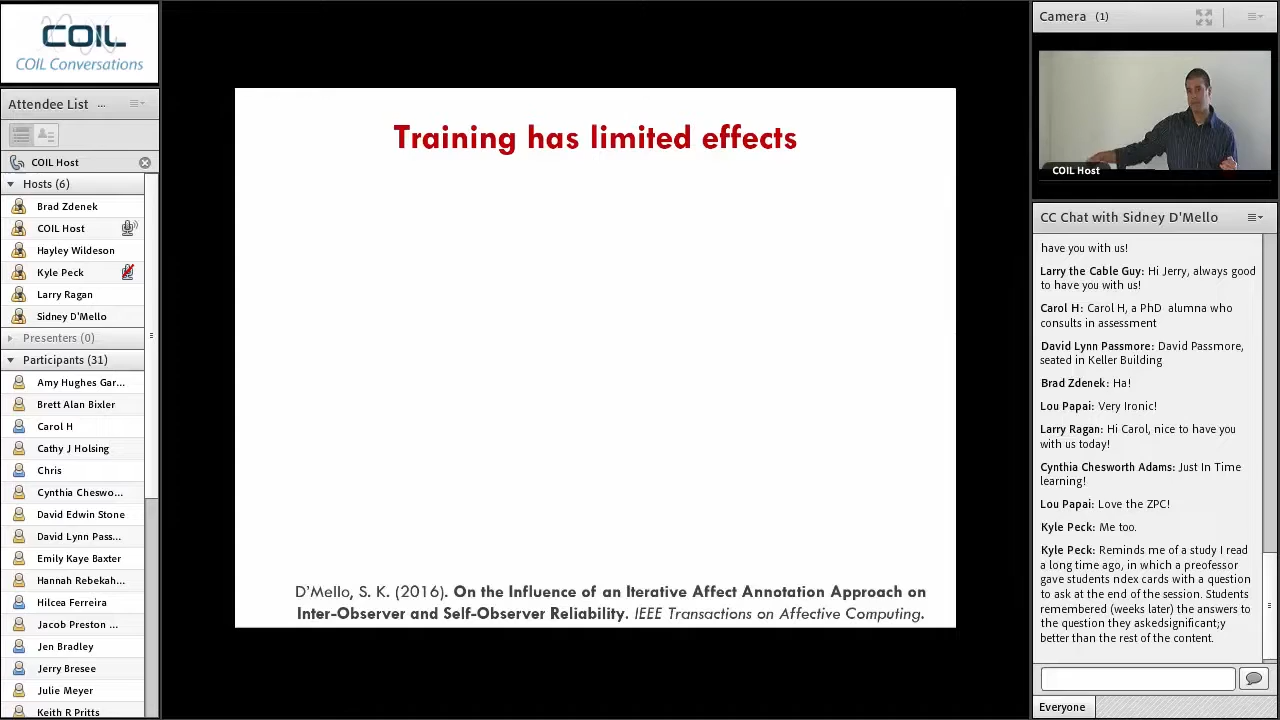 COIL
COIL Conversations
Attendee List ...
COIL Host
Hosts (6)
Brad Zdenek
COIL Host
Hayley Wildeson
Kyle Peck
Larry Ragan
Sidney D'Mello
Presenters (0)
Participants (31)
Amy Hughes Gar...
Brett Alan Bixler
Carol H
Cathy J Holsing
Chris
Cynthia Cheswo...
David Edwin Stone
David Lynn Pass...
Emily Kaye Baxter
Hannah Rebekah...
Hilcea Ferreira
Jacob Preston ...
Jen Bradley
Jerry Bresee
Julie Meyer
Keith R Pritts
Training has limited effects
D'Mello, S. K. (2016). On the Influence of an Iterative Affect Annotation Approach on
Inter-Observer and Self-Observer Reliability. IEEE Transactions on Affective Computing.
Camera (1)
COIL Host
CC Chat with Sidney D'Mello
have you with us!
Larry the Cable Guy: Hi Jerry, always good
to have you with us!
Carol H: Carol H, a PhD alumna who
consults in assessment
David Lynn Passmore: David Passmore,
seated in Keller Building
Brad Zdenek: Ha!
Lou Papai: Very Ironic!
Larry Ragan: Hi Carol, nice to have you
with us today!
Cynthia Chesworth Adams: Just In Time
learning!
Lou Papai: Love the ZPC!
Kyle Peck: Me too.
Kyle Peck: Reminds me of a study I read
a long time ago, in which a preofessor
gave students ndex cards with a question
to ask at the end of the session. Students
remembered (weeks later) the answers to
the question they askedsignificant;y
better than the rest of the content.
Everyone